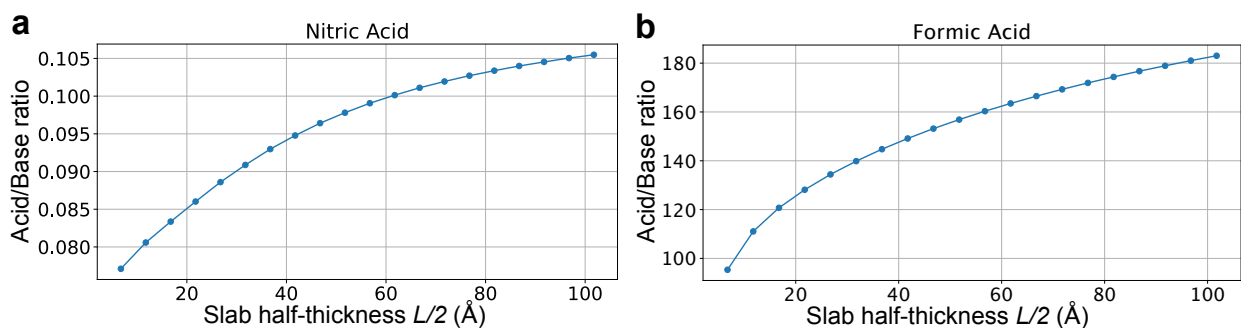 a
Nitric Acid
Acid/Base ratio
0.105
0.100
0.095
0.090
0.085
0.080
20 40 60 80 100
Slab half-thickness L/2 (Å)
b
Formic Acid
Acid/Base ratio
180
160
140
120
100
20 40 60 80 100
Slab half-thickness L/2 (Å)